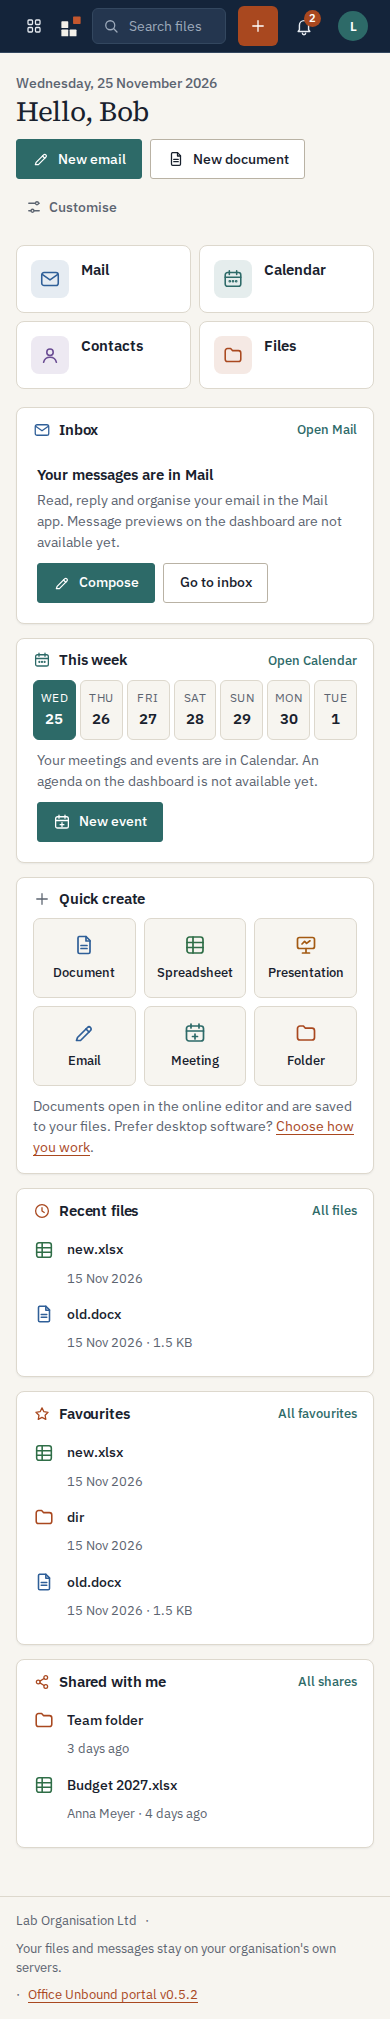 Search files
2
L
Wednesday, 25 November 2026
Hello, Bob
New email
New document
Customise
Mail
Calendar
Contacts
Files
Inbox
Open Mail
Your messages are in Mail
Read, reply and organise your email in the Mail
app. Message previews on the dashboard are not
available yet.
Compose
Go to inbox
This week
Open Calendar
WED THU FRI SAT SUN MON TUE
25 26 27 28 29 30 1
Your meetings and events are in Calendar. An
agenda on the dashboard is not available yet.
New event
Quick create
Document
Spreadsheet
Presentation
Email
Meeting
Folder
Documents open in the online editor and are saved
to your files. Prefer desktop software? Choose how
you work.
Recent files
All files
new.xlsx
15 Nov 2026
old.docx
15 Nov 2026 · 1.5 KB
Favourites
All favourites
new.xlsx
15 Nov 2026
dir
15 Nov 2026
old.docx
15 Nov 2026 · 1.5 KB
Shared with me
All shares
Team folder
3 days ago
Budget 2027.xlsx
Anna Meyer · 4 days ago
Lab Organisation Ltd ·
Your files and messages stay on your organisation's own
servers.
· Office Unbound portal v0.5.2